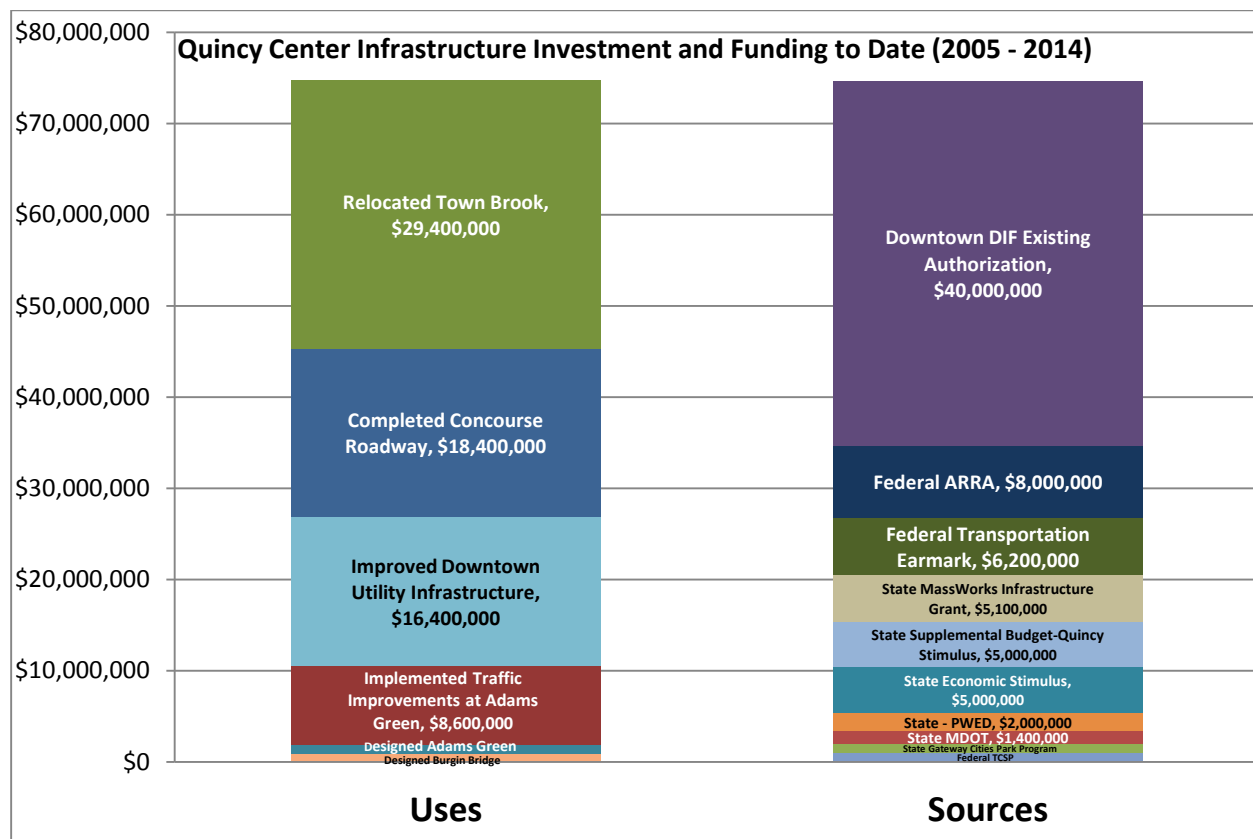 Quincy Center Infrastructure Investment and Funding to Date (2005 - 2014)
$80,000,000
$70,000,000
$60,000,000
$50,000,000
$40,000,000
$30,000,000
$20,000,000
$10,000,000
$0
Relocated Town Brook,
$29,400,000
Completed Concourse
Roadway, $18,400,000
Improved Downtown
Utility Infrastructure,
$16,400,000
Implemented Traffic
Improvements at Adams
Green, $8,600,000
Designed Adams Green
Designed Burgin Bridge
Downtown DIF Existing
Authorization,
$40,000,000
Federal ARRA, $8,000,000
Federal Transportation
Earmark, $6,200,000
State MassWorks Infrastructure
Grant, $5,100,000
State Supplemental Budget-Quincy
Stimulus, $5,000,000
State Economic Stimulus,
$5,000,000
State - PWED, $2,000,000
State MDOT, $1,400,000
State Gateway Cities Park Program
Federal TCSP
Uses
Sources